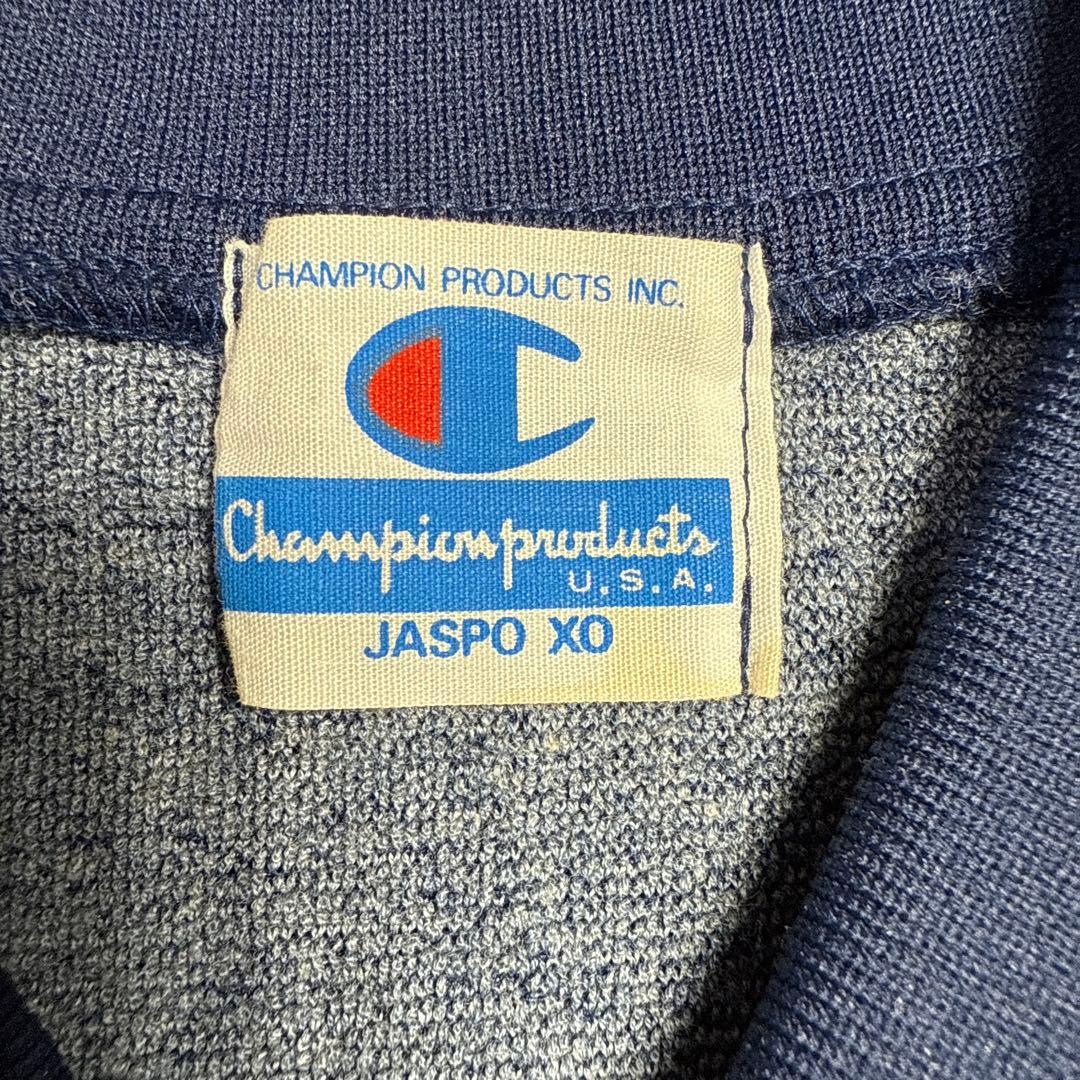 CHAMPION PRODUCTS INC.
Championproducts
U.S.A.
JASPO XO